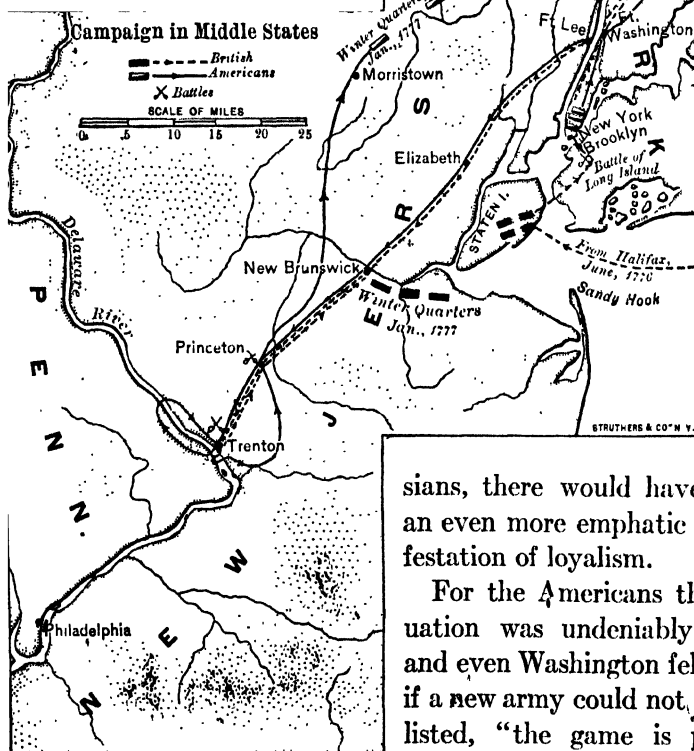 Campaign in Middle States
British
Americans
Battles
SCALE OF MILES
0 5 10 15 20 25
Winter Quarters
Jan., 1777
Morristown
Ft. Lee
Ft.
Washington
New York
Brooklyn
Battle of
Long Island
Elizabeth
STATEN I.
From Halifax,
June, 1776
Sandy Hook
New Brunswick
Winter Quarters
Jan., 1777
Princeton
Trenton
Delaware
River
Philadelphia
PENN.
NEW JERS
RK
STRUTHERS & CO'N Y.
sians, there would have
an even more emphatic
festation of loyalism.
For the Americans th
uation was undeniably
and even Washington fel
if a new army could not
listed, "the game is